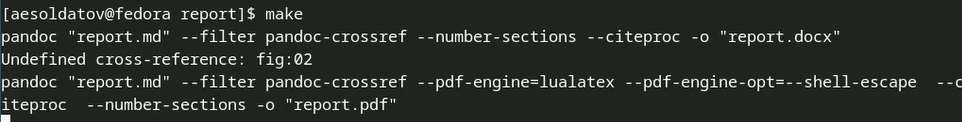 [aesoldatov@fedora report]$ make
pandoc "report.md" --filter pandoc-crossref --number-sections --citeproc -o "report.docx"
Undefined cross-reference: fig:02
pandoc "report.md" --filter pandoc-crossref --pdf-engine=lualatex --pdf-engine-opt=--shell-escape  --c
iteproc  --number-sections -o "report.pdf"